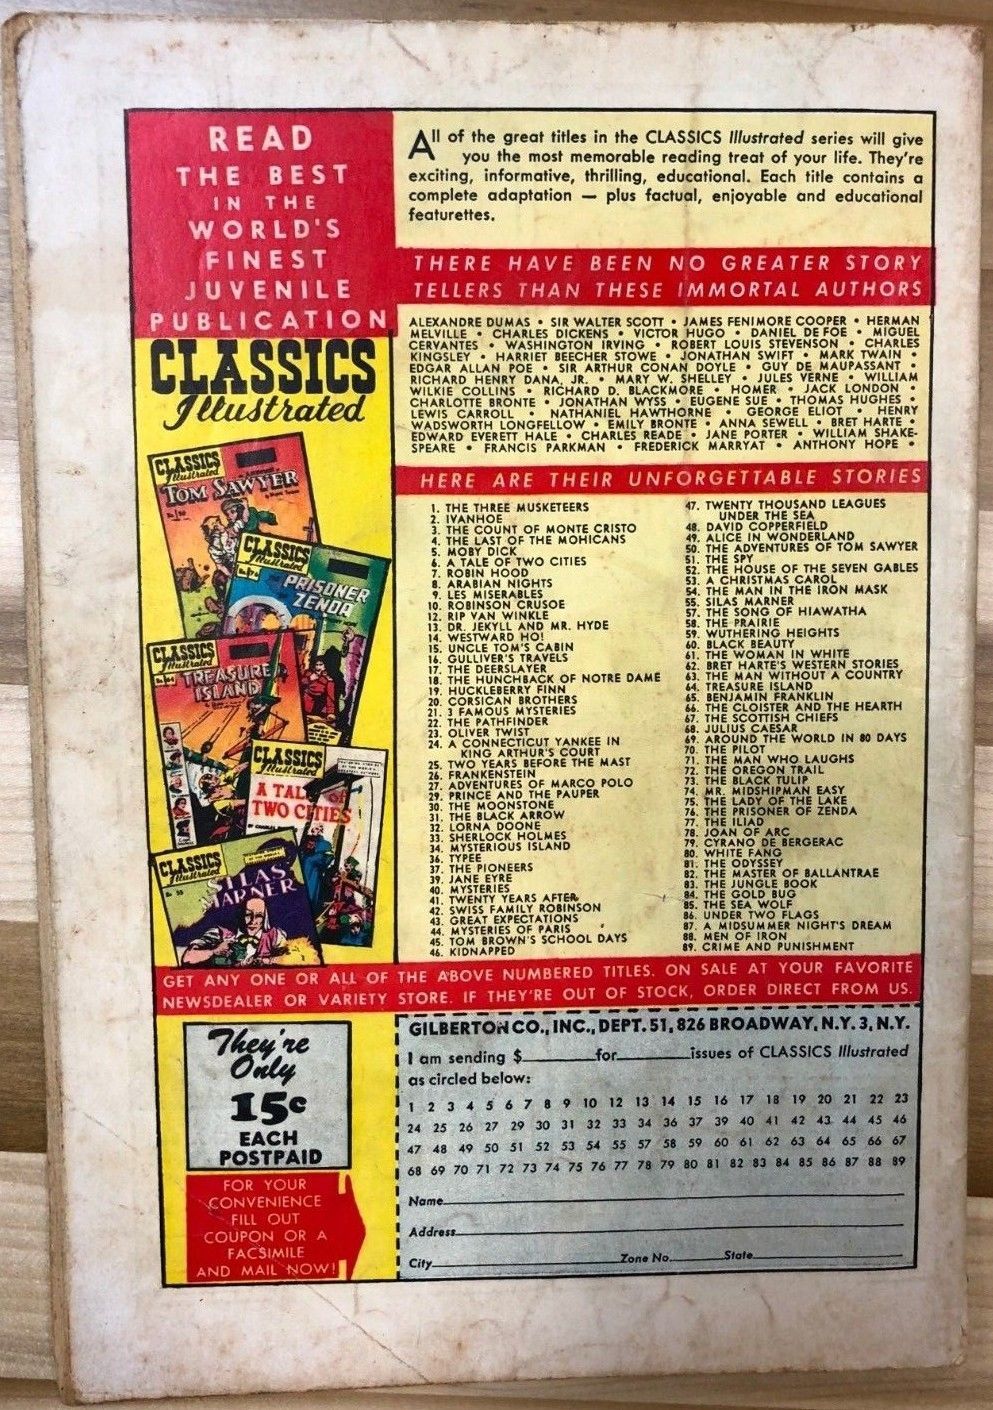 READ
THE BEST
IN THE
WORLD'S
FINEST
JUVENILE
PUBLICATION
CLASSICS
Illustrated
CLASSICS
Illustrated
TOM SAWYER
CLASSICS
Illustrated
PRISONER
ZENDA
CLASSICS
Illustrated
TREASURE
ISLAND
CLASSICS
Illustrated
A TALE OF
TWO CITIES
CLASSICS
Illustrated
SILAS
MARNER
All of the great titles in the CLASSICS Illustrated series will give
you the most memorable reading treat of your life. They're
exciting, informative, thrilling, educational. Each title contains a
complete adaptation — plus factual, enjoyable and educational
featurettes.
THERE HAVE BEEN NO GREATER STORY
TELLERS THAN THESE IMMORTAL AUTHORS
ALEXANDRE DUMAS • SIR WALTER SCOTT • JAMES FENIMORE COOPER • HERMAN
MELVILLE • CHARLES DICKENS • VICTOR HUGO • DANIEL DE FOE • MIGUEL
CERVANTES • WASHINGTON IRVING • ROBERT LOUIS STEVENSON • CHARLES
KINGSLEY • HARRIET BEECHER STOWE • JONATHAN SWIFT • MARK TWAIN •
EDGAR ALLAN POE • SIR ARTHUR CONAN DOYLE • GUY DE MAUPASSANT •
RICHARD HENRY DANA, JR. • MARY W. SHELLEY • JULES VERNE • WILLIAM
WILKIE COLLINS • RICHARD D. BLACKMORE • HOMER • JACK LONDON •
CHARLOTTE BRONTE • JONATHAN WYSS • EUGENE SUE • THOMAS HUGHES •
LEWIS CARROLL • NATHANIEL HAWTHORNE • GEORGE ELIOT • HENRY
WADSWORTH LONGFELLOW • EMILY BRONTE • ANNA SEWELL • BRET HARTE •
EDWARD EVERETT HALE • CHARLES READE • JANE PORTER • WILLIAM SHAKE-
SPEARE • FRANCIS PARKMAN • FREDERICK MARRYAT • ANTHONY HOPE •
HERE ARE THEIR UNFORGETTABLE STORIES
1. THE THREE MUSKETEERS
2. IVANHOE
3. THE COUNT OF MONTE CRISTO
4. THE LAST OF THE MOHICANS
5. MOBY DICK
6. A TALE OF TWO CITIES
7. ROBIN HOOD
8. ARABIAN NIGHTS
9. LES MISERABLES
10. ROBINSON CRUSOE
12. RIP VAN WINKLE
13. DR. JEKYLL AND MR. HYDE
14. WESTWARD HO!
15. UNCLE TOM'S CABIN
16. GULLIVER'S TRAVELS
17. THE DEERSLAYER
18. THE HUNCHBACK OF NOTRE DAME
19. HUCKLEBERRY FINN
20. CORSICAN BROTHERS
21. 3 FAMOUS MYSTERIES
22. THE PATHFINDER
23. OLIVER TWIST
24. A CONNECTICUT YANKEE IN
KING ARTHUR'S COURT
25. TWO YEARS BEFORE THE MAST
26. FRANKENSTEIN
27. ADVENTURES OF MARCO POLO
29. PRINCE AND THE PAUPER
30. THE MOONSTONE
31. THE BLACK ARROW
32. LORNA DOONE
33. SHERLOCK HOLMES
34. MYSTERIOUS ISLAND
36. TYPEE
37. THE PIONEERS
39. JANE EYRE
40. MYSTERIES
41. TWENTY YEARS AFTER
42. SWISS FAMILY ROBINSON
43. GREAT EXPECTATIONS
44. MYSTERIES OF PARIS
45. TOM BROWN'S SCHOOL DAYS
46. KIDNAPPED
47. TWENTY THOUSAND LEAGUES
UNDER THE SEA
48. DAVID COPPERFIELD
49. ALICE IN WONDERLAND
50. THE ADVENTURES OF TOM SAWYER
51. THE SPY
52. THE HOUSE OF THE SEVEN GABLES
53. A CHRISTMAS CAROL
54. THE MAN IN THE IRON MASK
55. SILAS MARNER
57. THE SONG OF HIAWATHA
58. THE PRAIRIE
59. WUTHERING HEIGHTS
60. BLACK BEAUTY
61. THE WOMAN IN WHITE
62. BRET HARTE'S WESTERN STORIES
63. THE MAN WITHOUT A COUNTRY
64. TREASURE ISLAND
65. BENJAMIN FRANKLIN
66. THE CLOISTER AND THE HEARTH
67. THE SCOTTISH CHIEFS
68. JULIUS CAESAR
69. AROUND THE WORLD IN 80 DAYS
70. THE PILOT
71. THE MAN WHO LAUGHS
72. THE OREGON TRAIL
73. THE BLACK TULIP
74. MR. MIDSHIPMAN EASY
75. THE LADY OF THE LAKE
76. THE PRISONER OF ZENDA
77. THE ILIAD
78. JOAN OF ARC
79. CYRANO DE BERGERAC
80. WHITE FANG
81. THE ODYSSEY
82. THE MASTER OF BALLANTRAE
83. THE JUNGLE BOOK
84. THE GOLD BUG
85. THE SEA WOLF
86. UNDER TWO FLAGS
87. A MIDSUMMER NIGHT'S DREAM
88. MEN OF IRON
89. CRIME AND PUNISHMENT
GET ANY ONE OR ALL OF THE ABOVE NUMBERED TITLES. ON SALE AT YOUR FAVORITE
NEWSDEALER OR VARIETY STORE. IF THEY'RE OUT OF STOCK, ORDER DIRECT FROM US.
They're
Only
15c
EACH
POSTPAID
FOR YOUR
CONVENIENCE
FILL OUT
COUPON OR A
FACSIMILE
AND MAIL NOW!
GILBERTON CO., INC., DEPT. 51, 826 BROADWAY, N.Y. 3, N.Y.
I am sending $ for issues of CLASSICS Illustrated
as circled below:
1 2 3 4 5 6 7 8 9 10 12 13 14 15 16 17 18 19 20 21 22 23
24 25 26 27 29 30 31 32 33 34 36 37 39 40 41 42 43 44 45 46
47 48 49 50 51 52 53 54 55 57 58 59 60 61 62 63 64 65 66 67
68 69 70 71 72 73 74 75 76 77 78 79 80 81 82 83 84 85 86 87 88 89
Name
Address
City Zone No. State